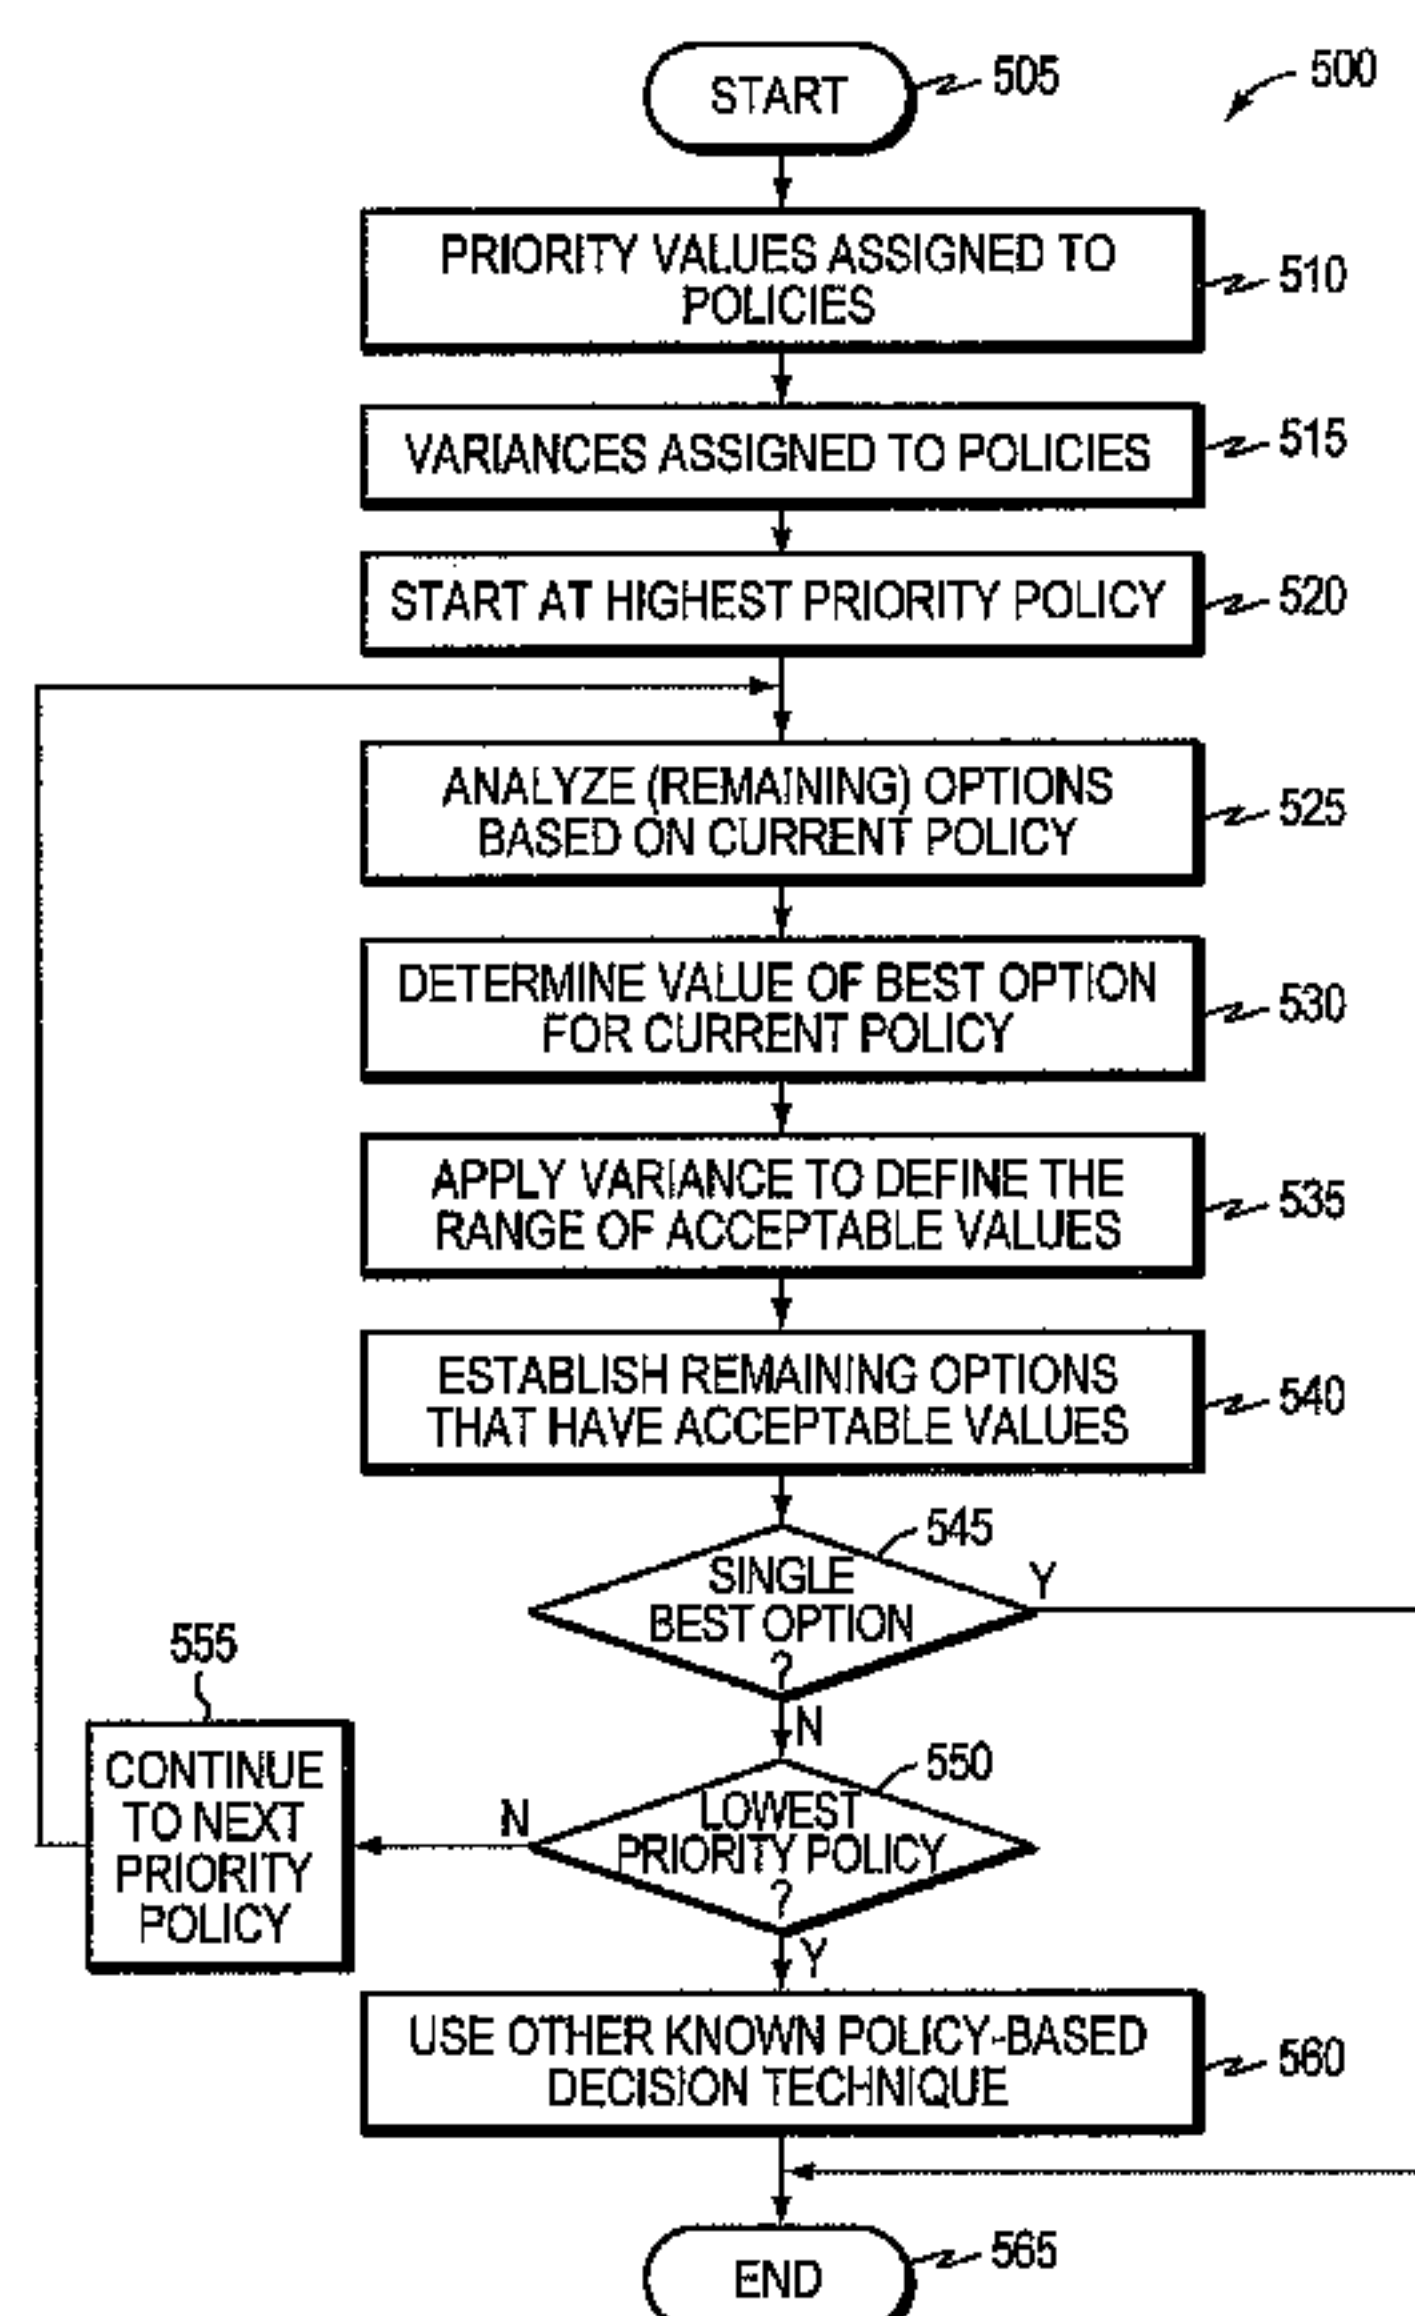 START
505
500
PRIORITY VALUES ASSIGNED TO
POLICIES
510
VARIANCES ASSIGNED TO POLICIES
515
START AT HIGHEST PRIORITY POLICY
520
ANALYZE (REMAINING) OPTIONS
BASED ON CURRENT POLICY
525
DETERMINE VALUE OF BEST OPTION
FOR CURRENT POLICY
530
APPLY VARIANCE TO DEFINE THE
RANGE OF ACCEPTABLE VALUES
535
ESTABLISH REMAINING OPTIONS
THAT HAVE ACCEPTABLE VALUES
540
545
SINGLE
BEST OPTION
?
Y
N
550
LOWEST
PRIORITY POLICY
?
N
Y
555
CONTINUE
TO NEXT
PRIORITY
POLICY
USE OTHER KNOWN POLICY-BASED
DECISION TECHNIQUE
560
END
565